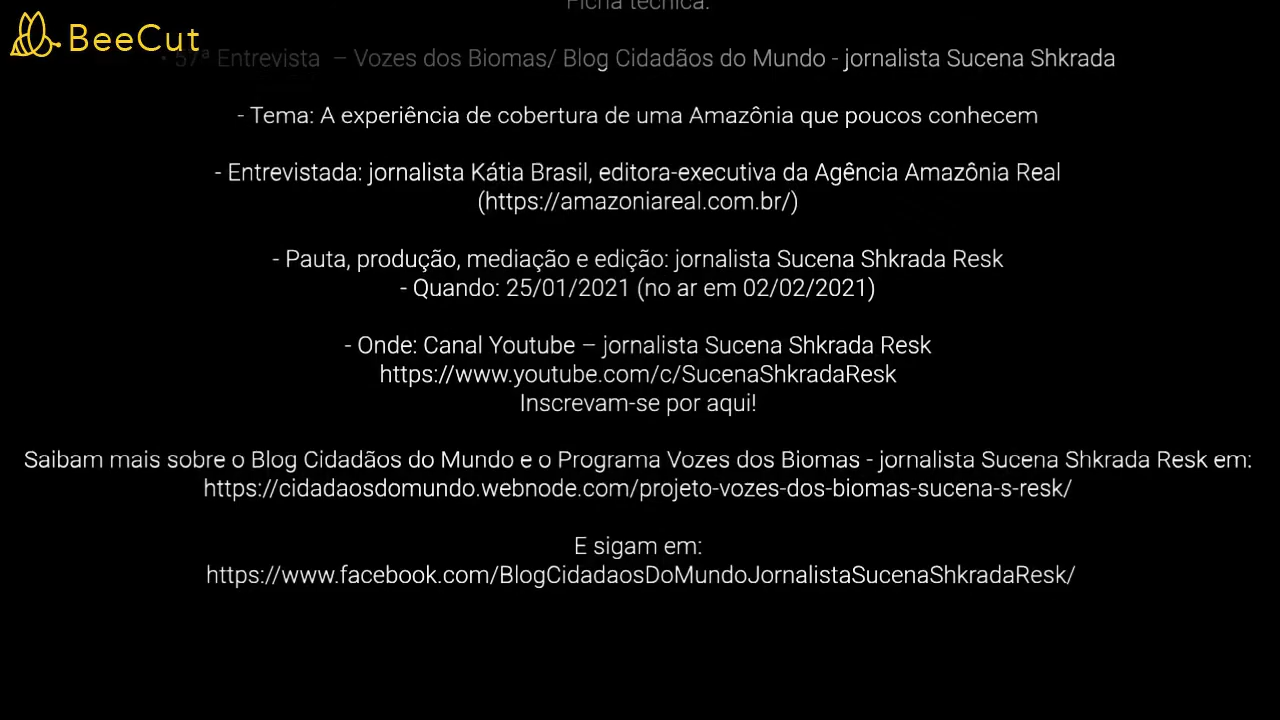 Ficha técnica:
BeeCut
• 57ª Entrevista – Vozes dos Biomas/ Blog Cidadãos do Mundo - jornalista Sucena Shkrada
- Tema: A experiência de cobertura de uma Amazônia que poucos conhecem
- Entrevistada: jornalista Kátia Brasil, editora-executiva da Agência Amazônia Real
(https://amazoniareal.com.br/)
- Pauta, produção, mediação e edição: jornalista Sucena Shkrada Resk
- Quando: 25/01/2021 (no ar em 02/02/2021)
- Onde: Canal Youtube – jornalista Sucena Shkrada Resk
https://www.youtube.com/c/SucenaShkradaResk
Inscrevam-se por aqui!
Saibam mais sobre o Blog Cidadãos do Mundo e o Programa Vozes dos Biomas - jornalista Sucena Shkrada Resk em:
https://cidadaosdomundo.webnode.com/projeto-vozes-dos-biomas-sucena-s-resk/
E sigam em:
https://www.facebook.com/BlogCidadaosDoMundoJornalistaSucenaShkradaResk/